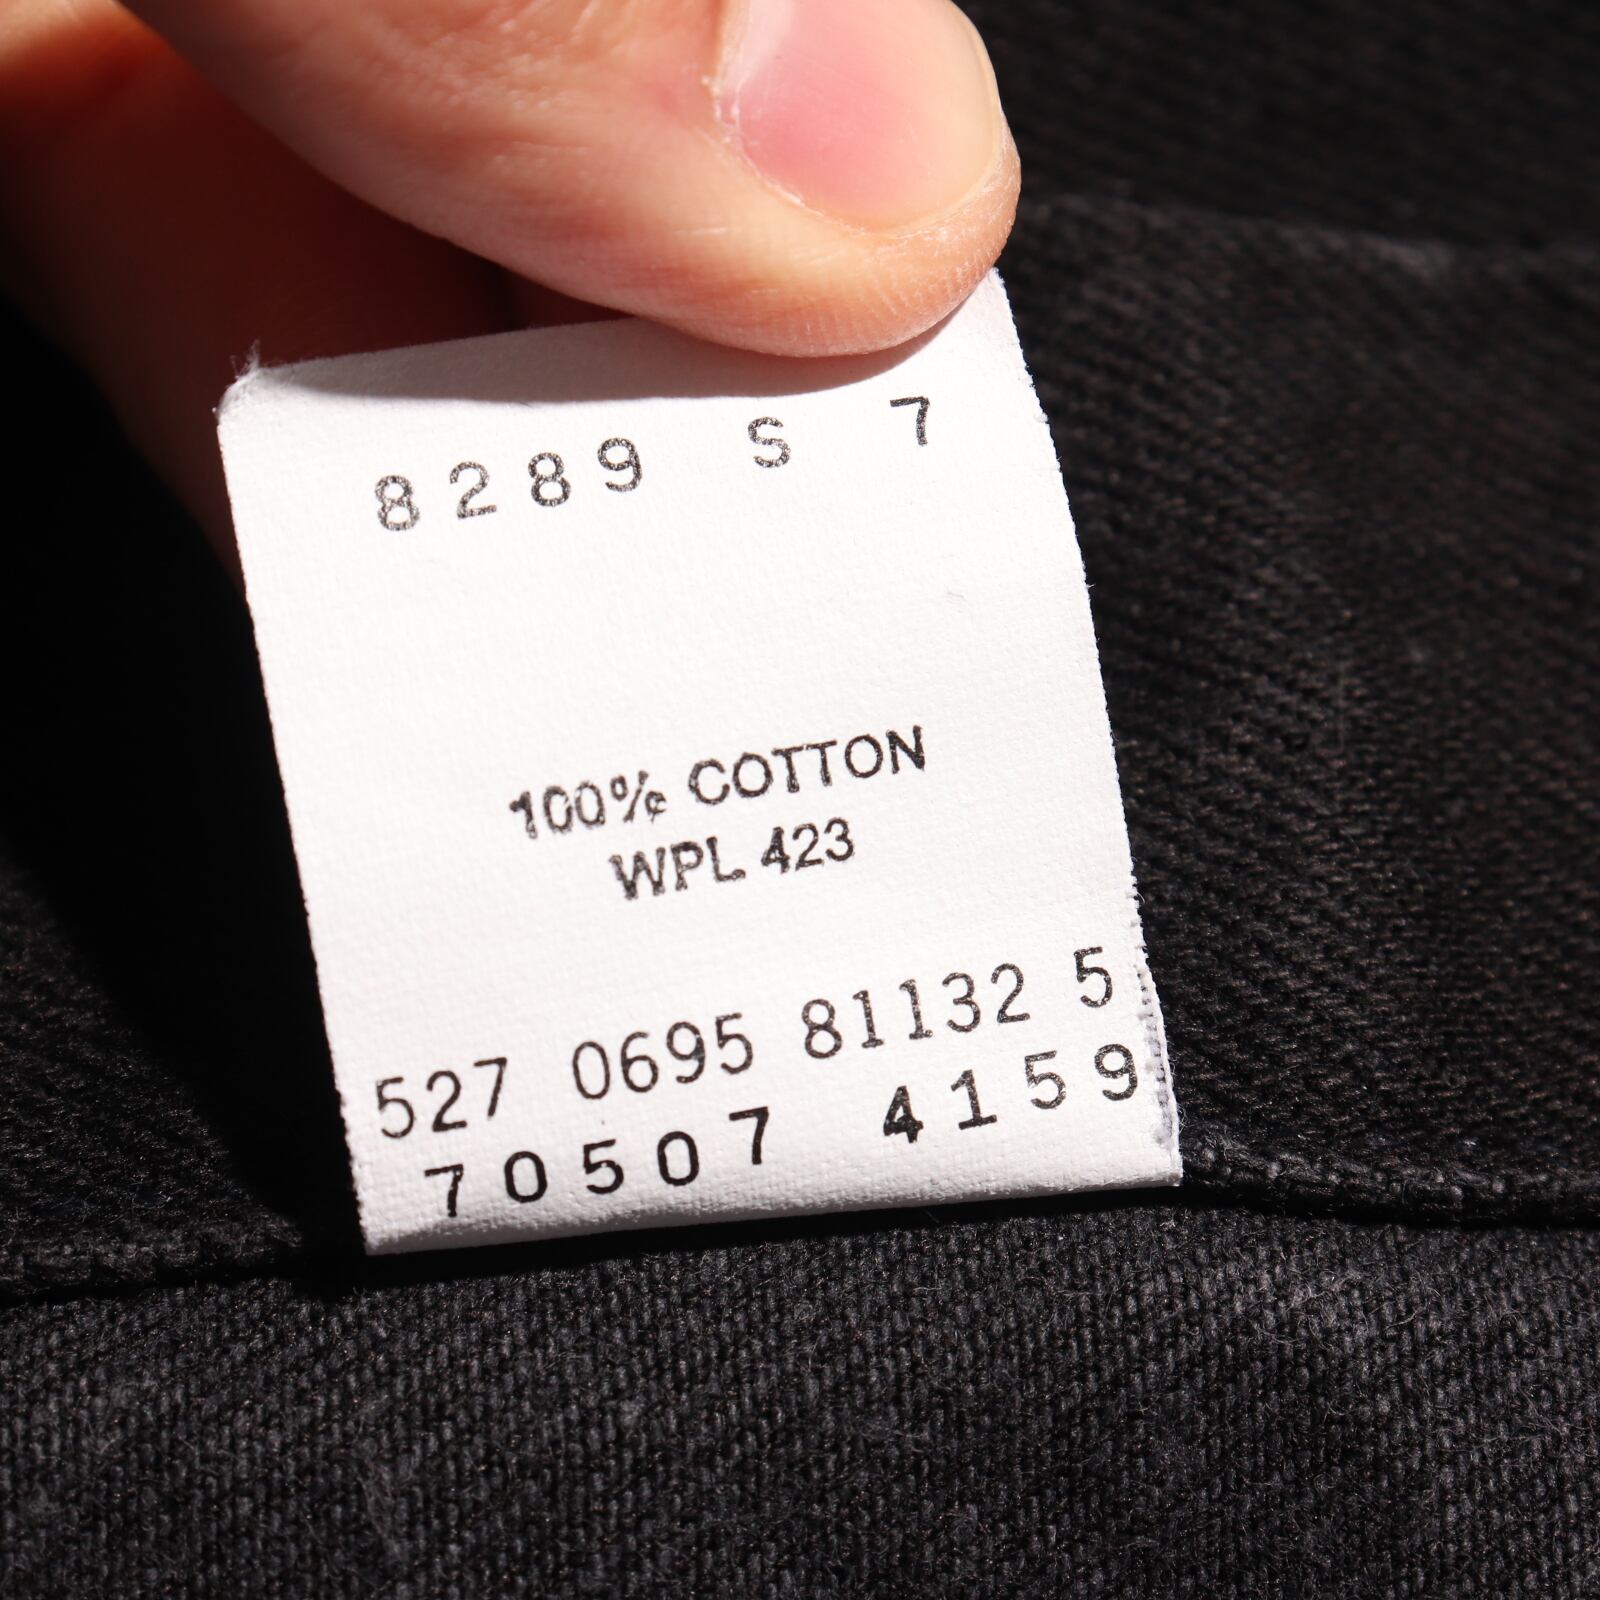 8289 S 7
100% COTTON
WPL 423
527 0695 81132 5
70507 4159